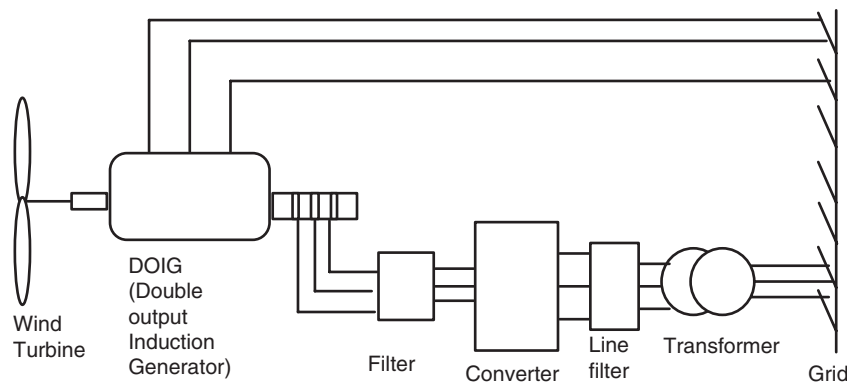 DOIG
(Double
output
Induction
Generator)
Wind
Turbine
Filter
Converter
Line
filter
Transformer
Grid